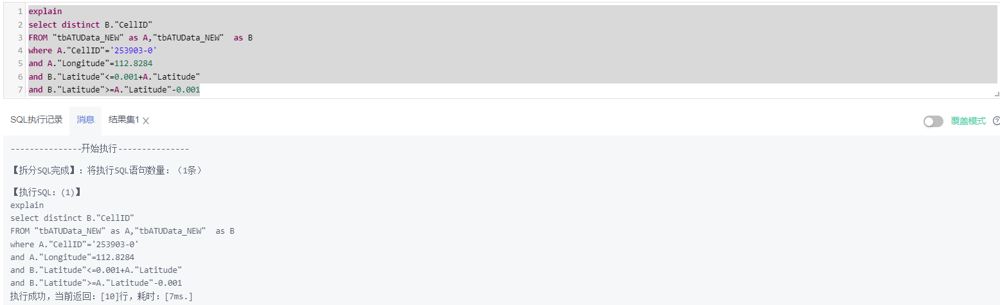 1 explain
2 select distinct B."CellID"
3 FROM "tbATUData_NEW" as A,"tbATUData_NEW"  as B
4 where A."CellID"='253903-0'
5 and A."Longitude"=112.8284
6 and B."Latitude"<=0.001+A."Latitude"
7 and B."Latitude">=A."Latitude"-0.001
SQL执行记录 消息 结果集1 × 覆盖模式 ?
---------------开始执行---------------
【拆分SQL完成】：将执行SQL语句数量：（1条）
【执行SQL：(1)】
explain
select distinct B."CellID"
FROM "tbATUData_NEW" as A,"tbATUData_NEW"  as B
where A."CellID"='253903-0'
and A."Longitude"=112.8284
and B."Latitude"<=0.001+A."Latitude"
and B."Latitude">=A."Latitude"-0.001
执行成功，当前返回：[10]行，耗时：[7ms.]